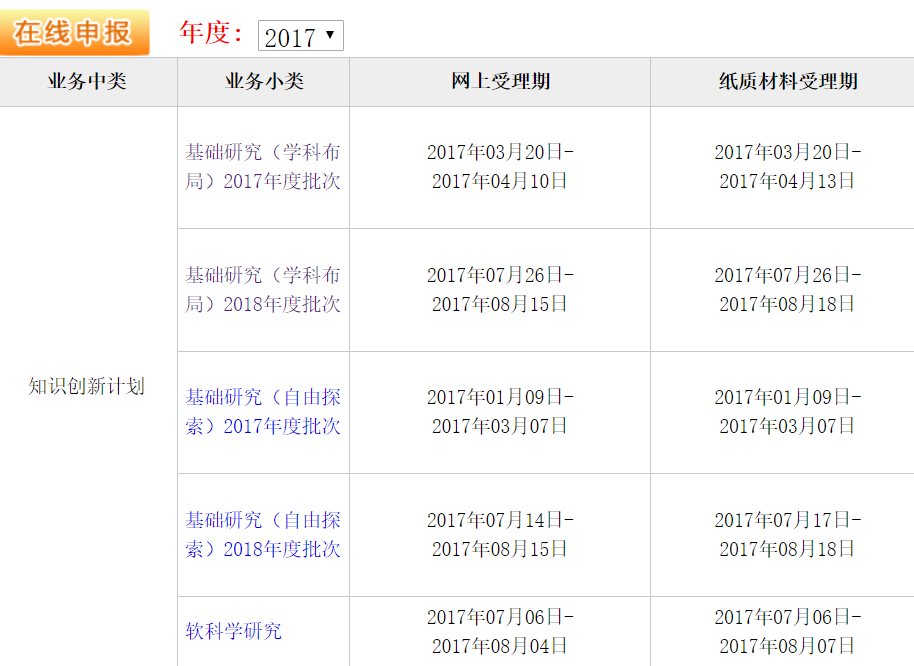 在线申报 年度： 2017
业务中类 业务小类 网上受理期 纸质材料受理期
知识创新计划
基础研究（学科布
局）2017年度批次
2017年03月20日-
2017年04月10日
2017年03月20日-
2017年04月13日
基础研究（学科布
局）2018年度批次
2017年07月26日-
2017年08月15日
2017年07月26日-
2017年08月18日
基础研究（自由探
索）2017年度批次
2017年01月09日-
2017年03月07日
2017年01月09日-
2017年03月07日
基础研究（自由探
索）2018年度批次
2017年07月14日-
2017年08月15日
2017年07月17日-
2017年08月18日
软科学研究
2017年07月06日-
2017年08月04日
2017年07月06日-
2017年08月07日